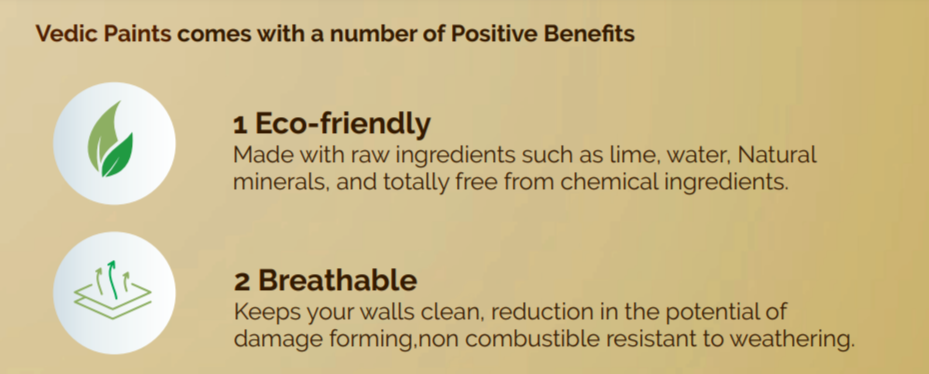 Vedic Paints comes with a number of Positive Benefits
1 Eco-friendly
Made with raw ingredients such as lime, water, Natural
minerals, and totally free from chemical ingredients.
2 Breathable
Keeps your walls clean, reduction in the potential of
damage forming,non combustible resistant to weathering.